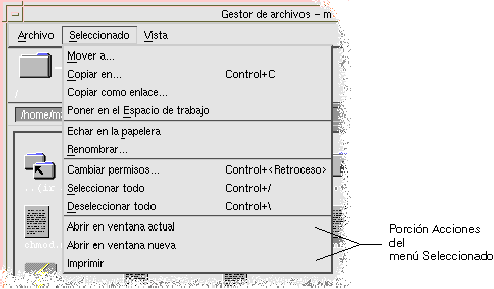 Gestor de archivos – m
Archivo Seleccionado Vista
Mover a...
Copiar en... Control+C
Copiar como enlace...
Poner en el Espacio de trabajo
/
/home/m
Echar en la papelera
Renombrar...
Cambiar permisos... Control+<Retroceso>
..(ir
Seleccionar todo Control+/
Deseleccionar todo Control+\
Abrir en ventana actual
Porción Acciones
del
menú Seleccionado
chmod.
Abrir en ventana nueva
Imprimir